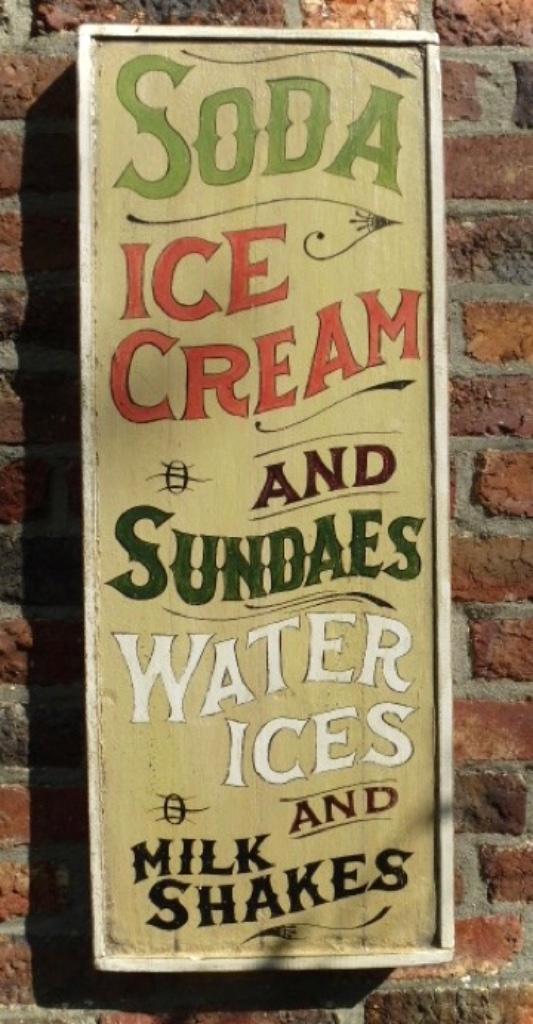 SODA
ICE
CREAM
AND
SUNDAES
WATER
ICES
AND
MILK
SHAKES